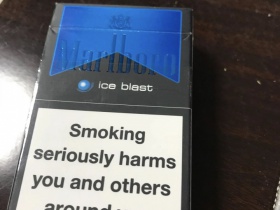 Marlboro
ice blast
Smoking
seriously harms
you and others
around